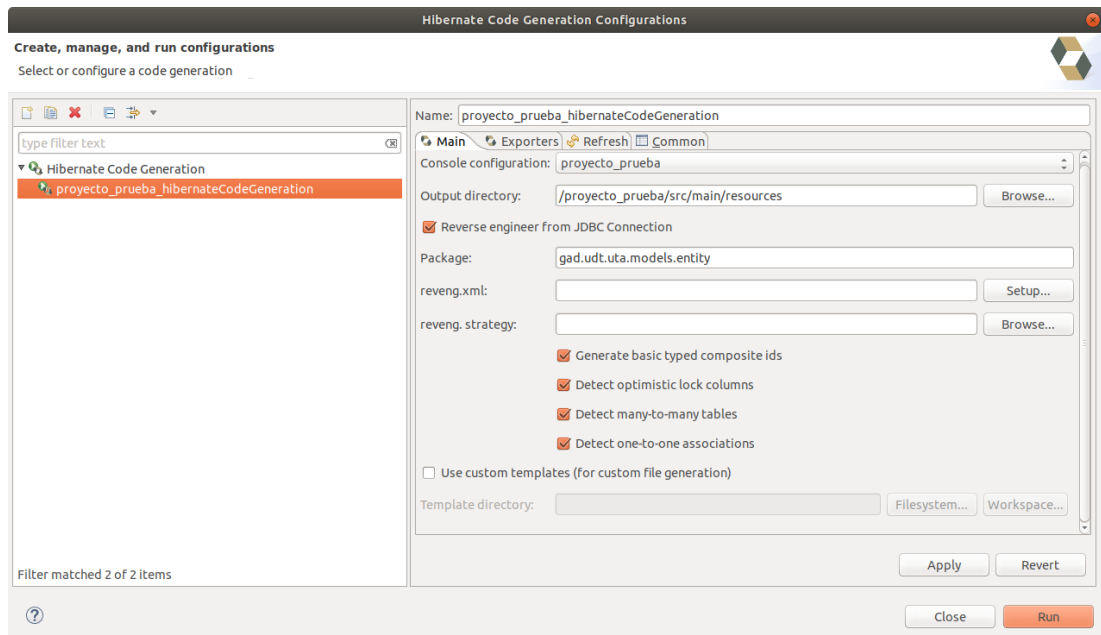 Hibernate Code Generation Configurations
Create, manage, and run configurations
Select or configure a code generation
type filter text
Hibernate Code Generation
proyecto_prueba_hibernateCodeGeneration
Filter matched 2 of 2 items
Name: proyecto_prueba_hibernateCodeGeneration
Main Exporters Refresh Common
Console configuration: proyecto_prueba
Output directory: /proyecto_prueba/src/main/resources Browse...
Reverse engineer from JDBC Connection
Package: gad.udt.uta.models.entity
reveng.xml: Setup...
reveng. strategy: Browse...
Generate basic typed composite ids
Detect optimistic lock columns
Detect many-to-many tables
Detect one-to-one associations
Use custom templates (for custom file generation)
Template directory: Filesystem... Workspace...
Apply Revert
? Close Run